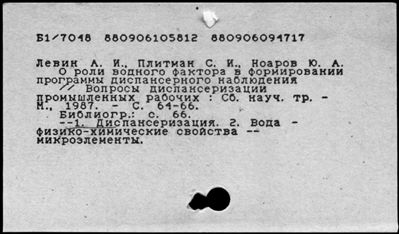 Б1/7048 880906105812 880906094717
Левин А. И., Плитман С. И., Ноаров Ю. А.
О роли водного фактора в формировании
программы диспансерного наблюдения
// Вопросы диспансеризации
промышленных рабочих : Сб. науч. тр. -
М., 1987. - С. 64-66.
Библиогр.: с. 66.
--1. Диспансеризация. 2. Вода -
физико-химические свойства --
микроэлементы.